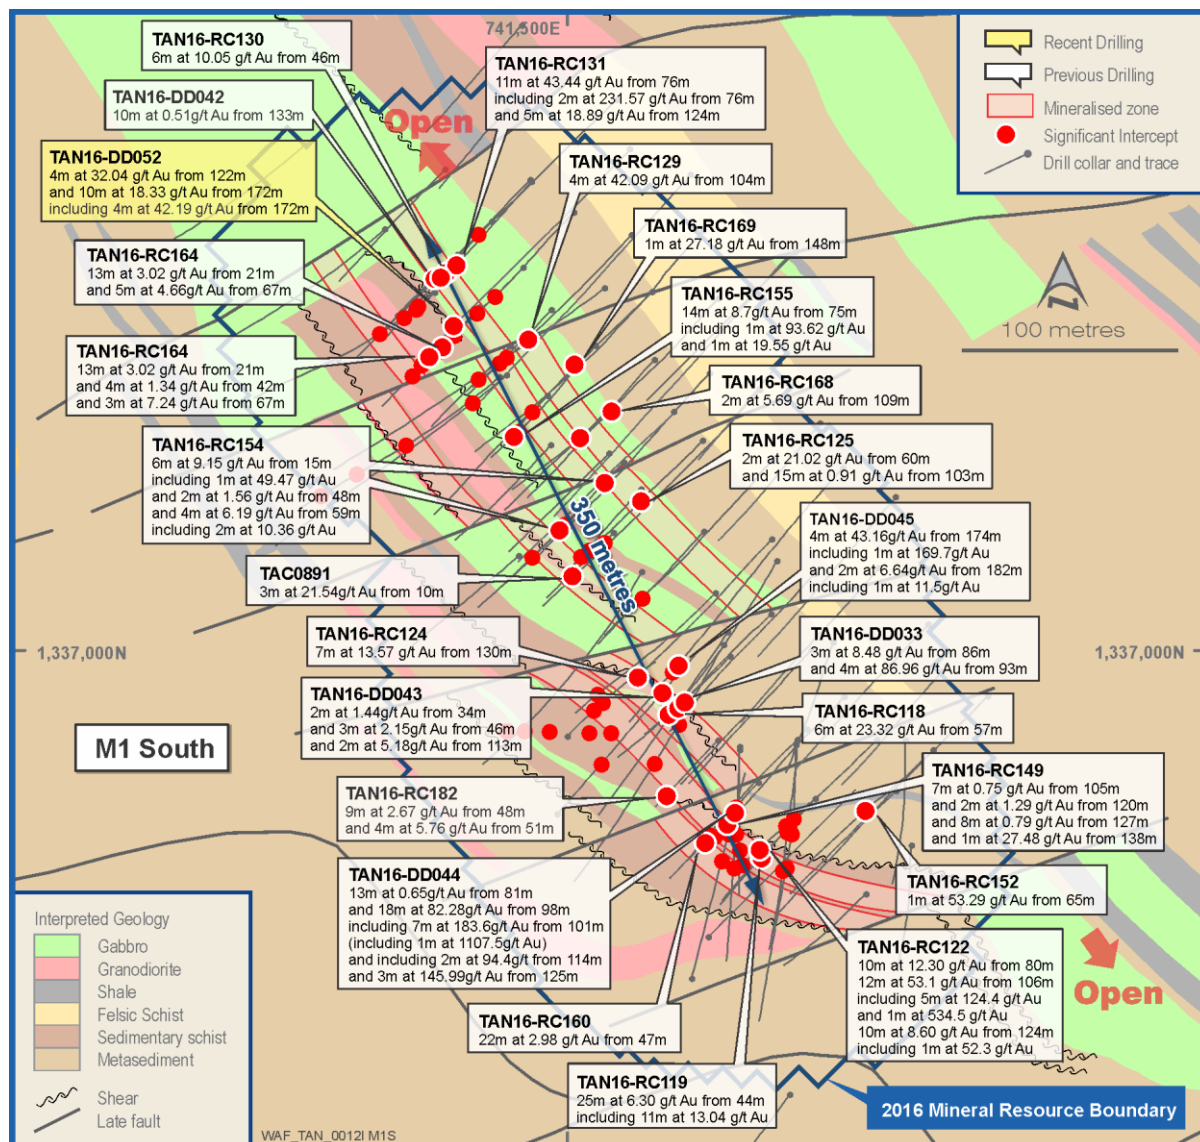 741,500E
TAN16-RC130
6m at 10.05 g/t Au from 46m
TAN16-DD042
10m at 0.51g/t Au from 133m
TAN16-DD052
4m at 32.04 g/t Au from 122m
and 10m at 18.33 g/t Au from 172m
including 4m at 42.19 g/t Au from 172m
TAN16-RC164
13m at 3.02 g/t Au from 21m
and 5m at 4.66g/t Au from 67m
TAN16-RC164
13m at 3.02 g/t Au from 21m
and 4m at 1.34 g/t Au from 42m
and 3m at 7.24 g/t Au from 67m
TAN16-RC154
6m at 9.15 g/t Au from 15m
including 1m at 49.47 g/t Au
and 2m at 1.56 g/t Au from 48m
and 4m at 6.19 g/t Au from 59m
including 2m at 10.36 g/t Au
TAC0891
3m at 21.54g/t Au from 10m
TAN16-RC124
7m at 13.57 g/t Au from 130m
TAN16-DD043
2m at 1.44g/t Au from 34m
and 3m at 2.15g/t Au from 46m
and 2m at 5.18g/t Au from 113m
TAN16-RC182
9m at 2.67 g/t Au from 48m
and 4m at 5.76 g/t Au from 51m
TAN16-DD044
13m at 0.65g/t Au from 81m
and 18m at 82.28g/t Au from 98m
including 7m at 183.6g/t Au from 101m
(including 1m at 1107.5g/t Au)
and including 2m at 94.4g/t from 114m
and 3m at 145.99g/t Au from 125m
TAN16-RC160
22m at 2.98 g/t Au from 47m
TAN16-RC119
25m at 6.30 g/t Au from 44m
including 11m at 13.04 g/t Au
TAN16-RC131
11m at 43.44 g/t Au from 76m
including 2m at 231.57 g/t Au from 76m
and 5m at 18.89 g/t Au from 124m
TAN16-RC129
4m at 42.09 g/t Au from 104m
TAN16-RC169
1m at 27.18 g/t Au from 148m
TAN16-RC155
14m at 8.7g/t Au from 75m
including 1m at 93.62 g/t Au
and 1m at 19.55 g/t Au
TAN16-RC168
2m at 5.69 g/t Au from 109m
TAN16-RC125
2m at 21.02 g/t Au from 60m
and 15m at 0.91 g/t Au from 103m
TAN16-DD045
4m at 43.16g/t Au from 174m
including 1m at 169.7g/t Au
and 2m at 6.64g/t Au from 182m
including 1m at 11.5g/t Au
TAN16-DD033
3m at 8.48 g/t Au from 86m
and 4m at 86.96 g/t Au from 93m
TAN16-RC118
6m at 23.32 g/t Au from 57m
TAN16-RC149
7m at 0.75 g/t Au from 105m
and 2m at 1.29 g/t Au from 120m
and 8m at 0.79 g/t Au from 127m
and 1m at 27.48 g/t Au from 138m
TAN16-RC152
1m at 53.29 g/t Au from 65m
TAN16-RC122
10m at 12.30 g/t Au from 80m
12m at 53.1 g/t Au from 106m
including 5m at 124.4 g/t Au
and 1m at 534.5 g/t Au
10m at 8.60 g/t Au from 124m
including 1m at 52.3 g/t Au
Open
Open
350 metres
1,337,000N
1,337,000N
M1 South
Recent Drilling
Previous Drilling
Mineralised zone
Significant Intercept
Drill collar and trace
N
100 metres
Interpreted Geology
Gabbro
Granodiorite
Shale
Felsic Schist
Sedimentary schist
Metasediment
Shear
Late fault
WAF_TAN_0012I M1S
2016 Mineral Resource Boundary